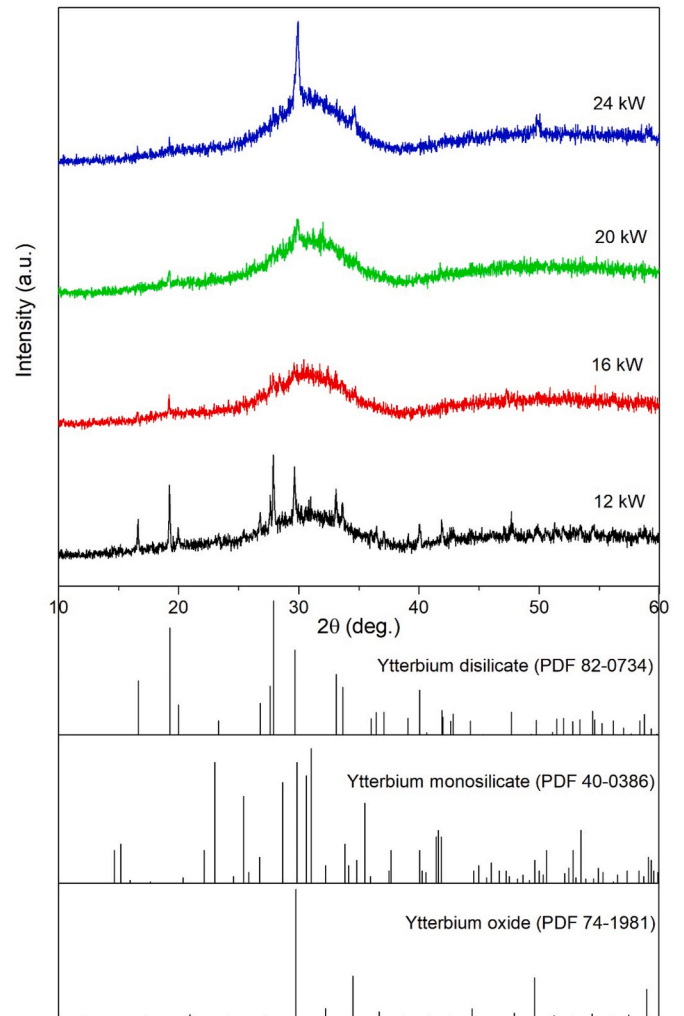 24 kW
20 kW
Intensity (a.u.)
16 kW
12 kW
10 20 30 40 50 60
2θ (deg.)
Ytterbium disilicate (PDF 82-0734)
Ytterbium monosilicate (PDF 40-0386)
Ytterbium oxide (PDF 74-1981)